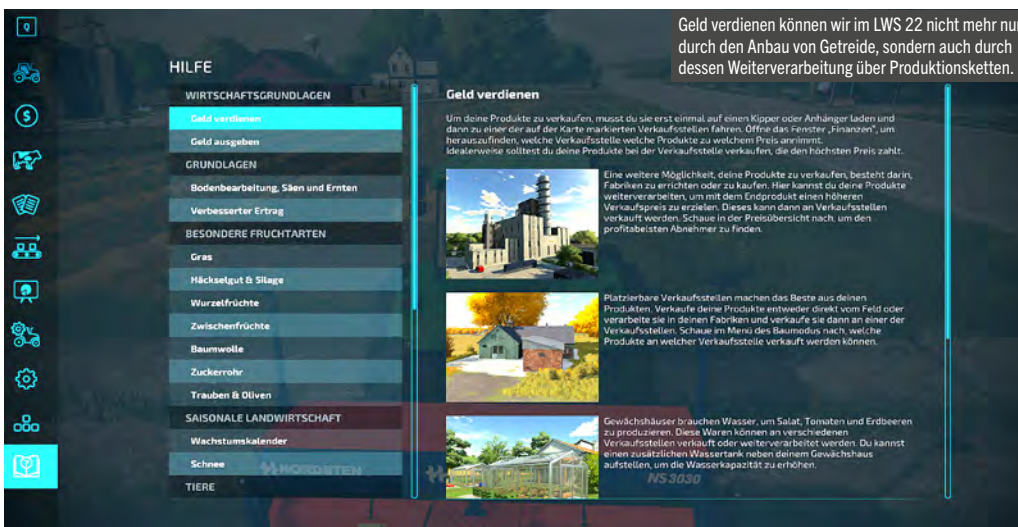 Geld verdienen können wir im LWS 22 nicht mehr nur
durch den Anbau von Getreide, sondern auch durch
dessen Weiterverarbeitung über Produktionsketten.
Q
HILFE
WIRTSCHAFTSGRUNDLAGEN
Geld verdienen
Geld ausgeben
GRUNDLAGEN
Bodenbearbeitung, Säen und Ernten
Verbesserter Ertrag
BESONDERE FRUCHTARTEN
Gras
Häckselgut & Silage
Wurzelfrüchte
Zwischenfrüchte
Baumwolle
Zuckerrohr
Trauben & Oliven
SAISONALE LANDWIRTSCHAFT
Wachstumskalender
Schnee
TIERE
Geld verdienen
Um deine Produkte zu verkaufen, musst du sie erst einmal auf einen Kipper oder Anhänger laden und
dann zu einer der auf der Karte markierten Verkaufsstellen fahren. Öffne das Fenster „Finanzen", um
herauszufinden, welche Verkaufsstelle welche Produkte zu welchem Preis annimmt.
Idealerweise solltest du deine Produkte bei der Verkaufsstelle verkaufen, die den höchsten Preis zahlt.
Eine weitere Möglichkeit, deine Produkte zu verkaufen, besteht darin,
Fabriken zu errichten oder zu kaufen. Hier kannst du deine Produkte
weiterverarbeiten, um mit dem Endprodukt einen höheren
Verkaufspreis zu erzielen. Dieses kann dann an Verkaufsstellen
verkauft werden. Schaue in der Preisübersicht nach, um den
profitabelsten Abnehmer zu finden.
Platzierbare Verkaufsstellen machen das Beste aus deinen
Produkten. Verkaufe deine Produkte entweder direkt vom Feld oder
verarbeite sie in deinen Fabriken und verkaufe sie dann an einer der
Verkaufsstellen. Schaue im Menü des Baumodus nach, welche
Produkte an welcher Verkaufsstelle verkauft werden können.
Gewächshäuser brauchen Wasser, um Salat, Tomaten und Erdbeeren
zu produzieren. Diese Waren können an verschiedenen
Verkaufsstellen verkauft oder weiterverarbeitet werden. Du kannst
einen zusätzlichen Wassertank neben deinem Gewächshaus
aufstellen, um die Wasserkapazität zu erhöhen.
HORDSTEN
NS 3030